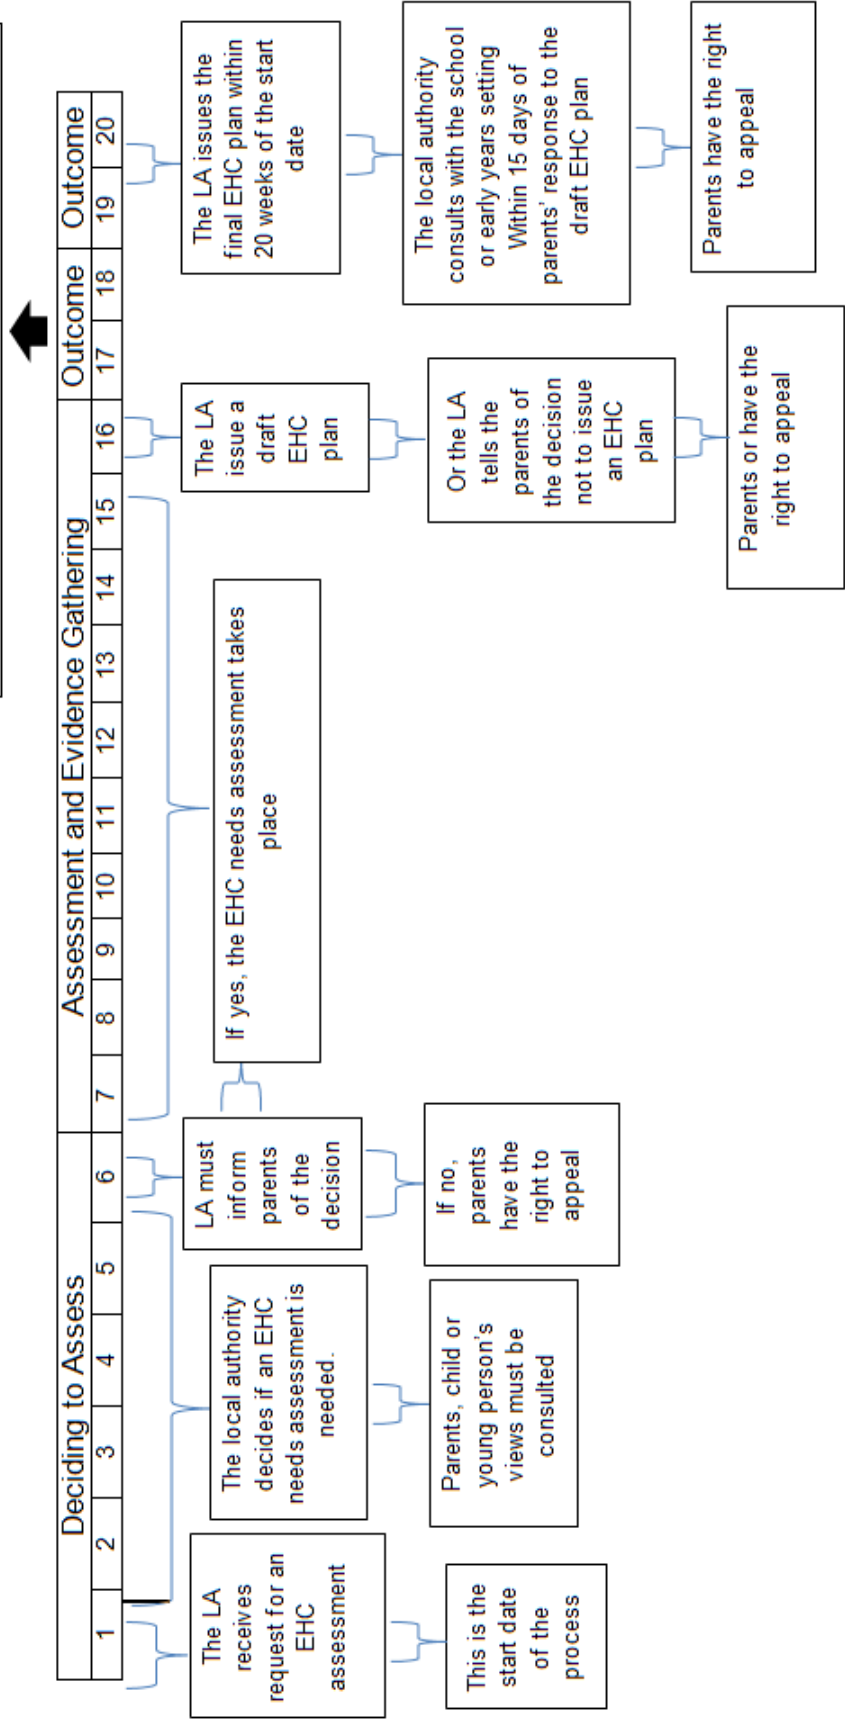 Deciding to Assess
Assessment and Evidence Gathering
Outcome
Outcome
1
2
3
4
5
6
7
8
9
10
11
12
13
14
15
16
17
18
19
20
The LA
receives
request for an
EHC
assessment
This is the
start date
of the
process
The local authority
decides if an EHC
needs assessment is
needed.
Parents, child or
young person's
views must be
consulted
LA must
inform
parents
of the
decision
If no,
parents
have the
right to
appeal
If yes, the EHC needs assessment takes
place
The LA
issue a
draft
EHC
plan
Or the LA
tells the
parents of
the decision
not to issue
an EHC
plan
Parents or have the
right to appeal
The LA issues the
final EHC plan within
20 weeks of the start
date
The local authority
consults with the school
or early years setting
Within 15 days of
parents' response to the
draft EHC plan
Parents have the right
to appeal